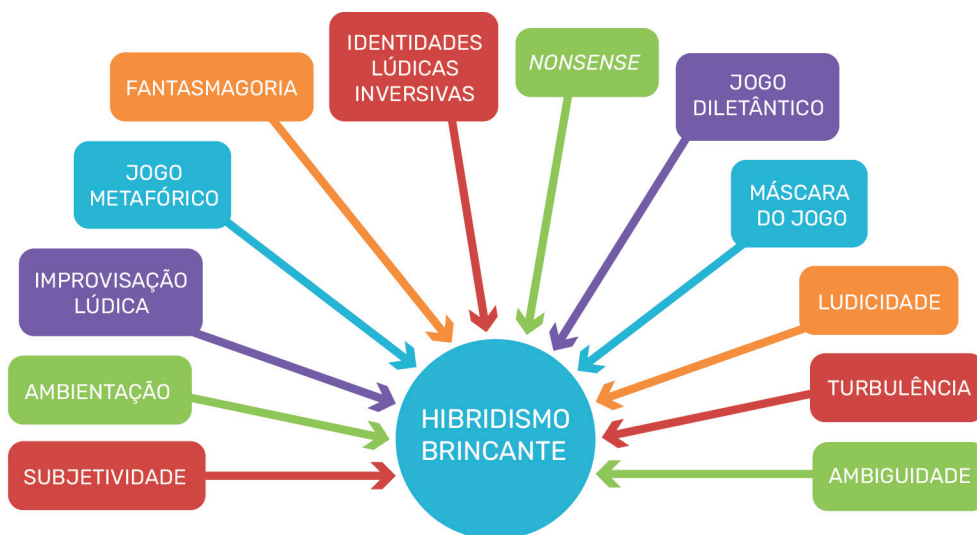 IDENTIDADES
LÚDICAS
INVERSIVAS
NONSENSE
JOGO
DILETÂNTICO
FANTASMAGORIA
JOGO
METAFÓRICO
MÁSCARA
DO JOGO
IMPROVISAÇÃO
LÚDICA
LUDICIDADE
AMBIENTAÇÃO
TURBULÊNCIA
HIBRIDISMO
BRINCANTE
SUBJETIVIDADE
AMBIGUIDADE